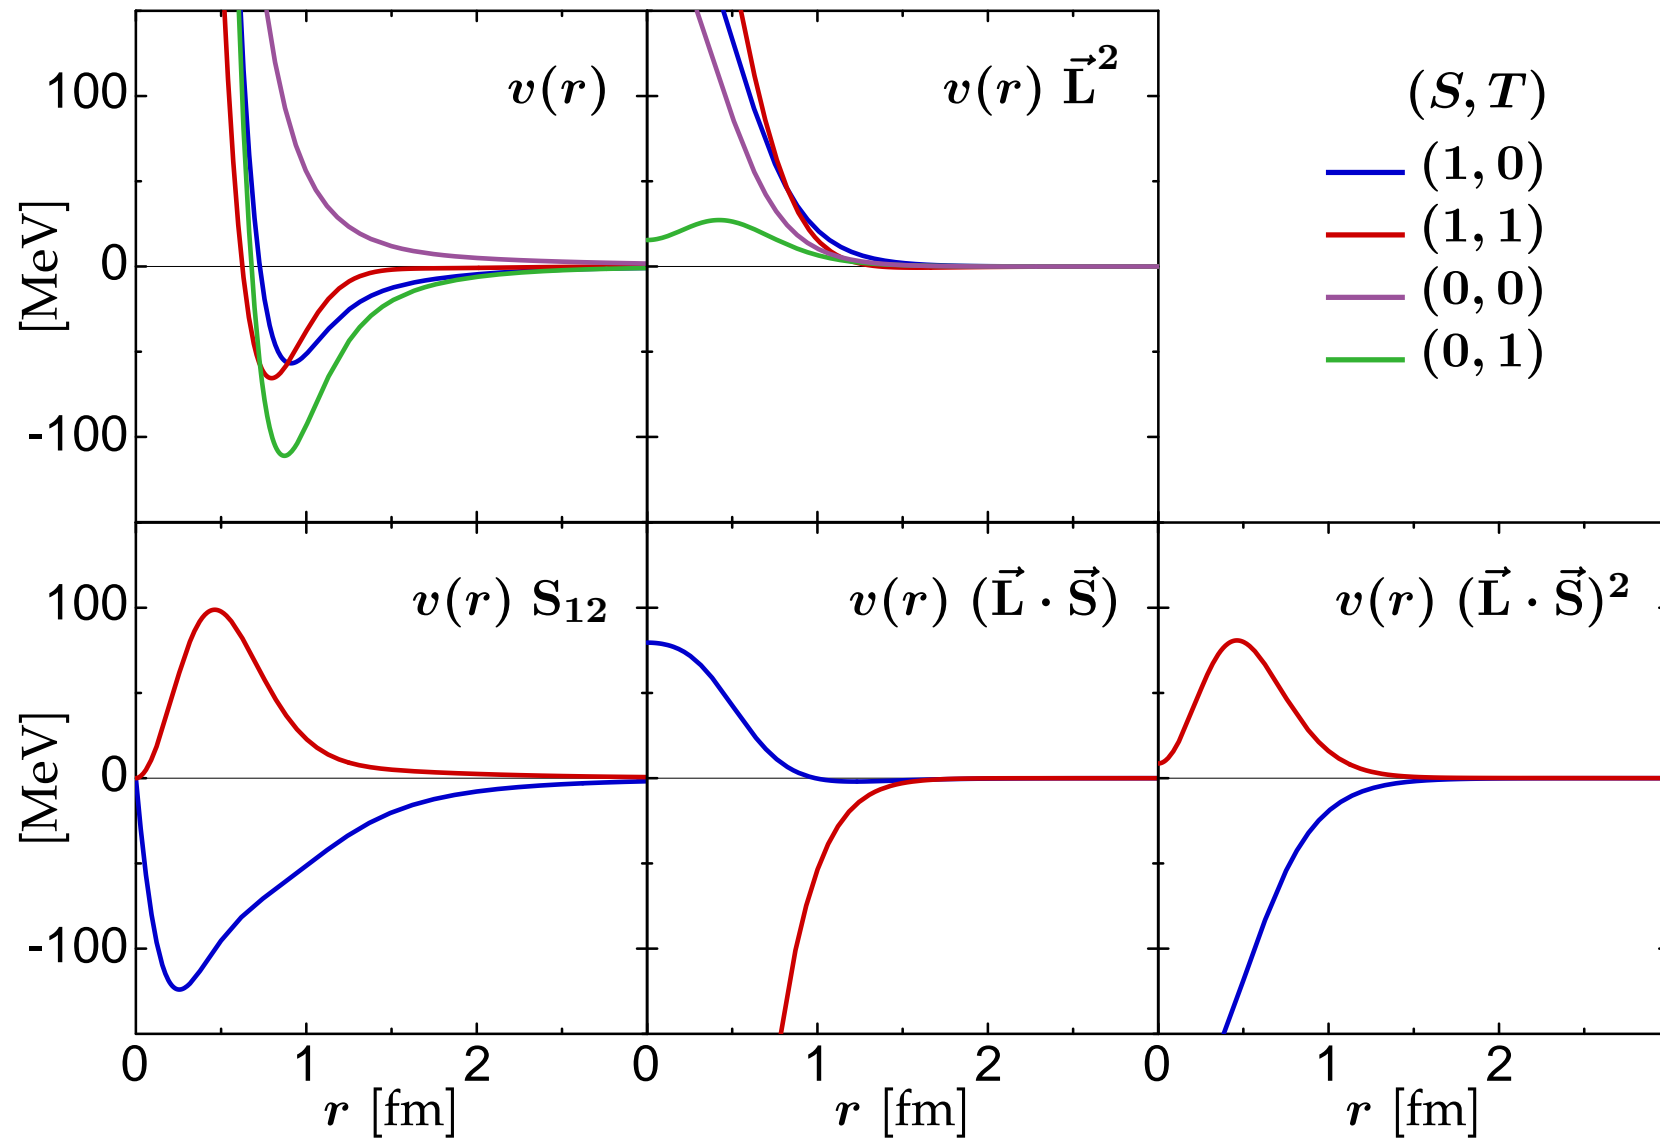 [MeV]
100
0
-100
v(r)
v(r) L⃗²
(S, T)
(1, 0)
(1, 1)
(0, 0)
(0, 1)
[MeV]
100
0
-100
v(r) S₁₂
v(r) (L⃗ · S⃗)
v(r) (L⃗ · S⃗)²
0 1 2 0 1 2 0 1 2
r [fm] r [fm] r [fm]